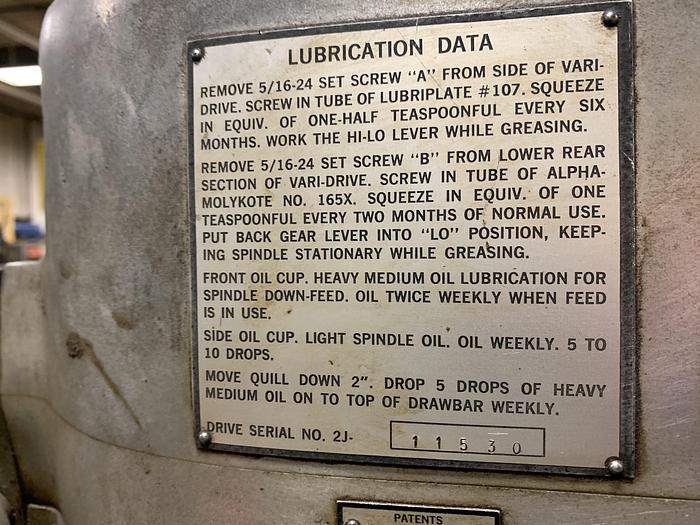 LUBRICATION DATA
REMOVE 5/16-24 SET SCREW "A" FROM SIDE OF VARI-
DRIVE. SCREW IN TUBE OF LUBRIPLATE #107. SQUEEZE
IN EQUIV. OF ONE-HALF TEASPOONFUL EVERY SIX
MONTHS. WORK THE HI-LO LEVER WHILE GREASING.
REMOVE 5/16-24 SET SCREW "B" FROM LOWER REAR
SECTION OF VARI-DRIVE. SCREW IN TUBE OF ALPHA-
MOLYKOTE NO. 165X. SQUEEZE IN EQUIV. OF ONE
TEASPOONFUL EVERY TWO MONTHS OF NORMAL USE.
PUT BACK GEAR LEVER INTO "LO" POSITION, KEEP-
ING SPINDLE STATIONARY WHILE GREASING.
FRONT OIL CUP. HEAVY MEDIUM OIL LUBRICATION FOR
SPINDLE DOWN-FEED. OIL TWICE WEEKLY WHEN FEED
IS IN USE.
SIDE OIL CUP. LIGHT SPINDLE OIL. OIL WEEKLY. 5 TO
10 DROPS.
MOVE QUILL DOWN 2". DROP 5 DROPS OF HEAVY
MEDIUM OIL ON TO TOP OF DRAWBAR WEEKLY.
DRIVE SERIAL NO. 2J- 11530
PATENTS